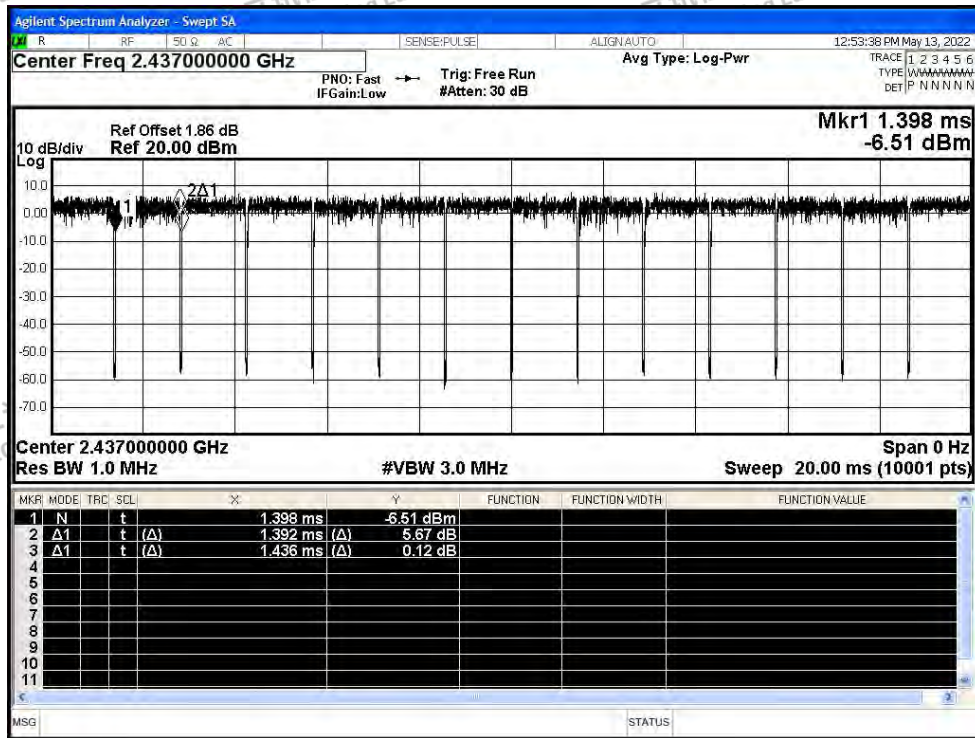 Agilent Spectrum Analyzer - Swept SA
LXI R RF 50 Ω AC SENSE:PULSE ALIGNAUTO 12:53:38 PM May 13, 2022
Center Freq 2.437000000 GHz
PNO: Fast
IFGain:Low
Trig: Free Run
#Atten: 30 dB
Avg Type: Log-Pwr
TRACE 1 2 3 4 5 6
TYPE
DET P N N N N N
Mkr1 1.398 ms
-6.51 dBm
Ref Offset 1.86 dB
10 dB/div Ref 20.00 dBm
Log
10.0
0.00
-10.0
-20.0
-30.0
-40.0
-50.0
-60.0
-70.0
1
2Δ1
Center 2.437000000 GHz Span 0 Hz
Res BW 1.0 MHz #VBW 3.0 MHz Sweep 20.00 ms (10001 pts)
MKR MODE TRC SCL X Y FUNCTION FUNCTION WIDTH FUNCTION VALUE
1 N t 1.398 ms -6.51 dBm
2 Δ1 t (Δ) 1.392 ms (Δ) 5.67 dB
3 Δ1 t (Δ) 1.436 ms (Δ) 0.12 dB
4
5
6
7
8
9
10
11
MSG STATUS